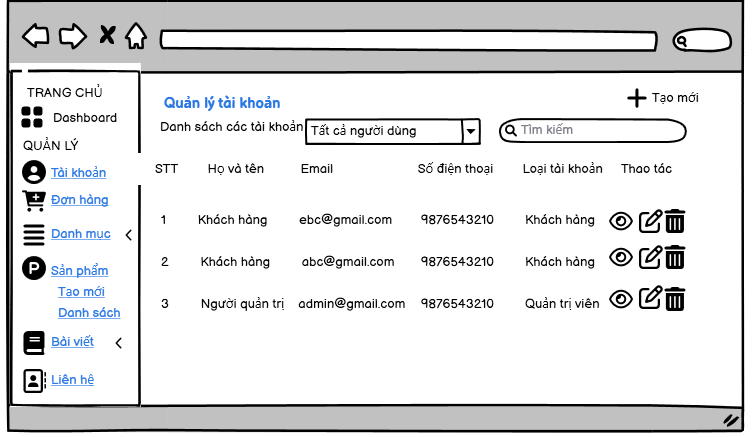 TRANG CHỦ
Dashboard
QUẢN LÝ
Tài khoản
Đơn hàng
Danh mục
Sản phẩm
Tạo mới
Danh sách
Bài viết
Liên hệ
Quản lý tài khoản
Tạo mới
Danh sách các tài khoản Tất cả người dùng Tìm kiếm
STT Họ và tên Email Số điện thoại Loại tài khoản Thao tác
1 Khách hàng ebc@gmail.com 9876543210 Khách hàng
2 Khách hàng abc@gmail.com 9876543210 Khách hàng
3 Người quản trị admin@gmail.com 9876543210 Quản trị viên